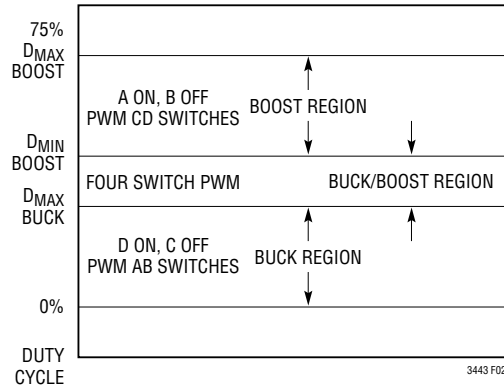 75%
DMAX
BOOST
A ON, B OFF
PWM CD SWITCHES
BOOST REGION
DMIN
BOOST
FOUR SWITCH PWM
BUCK/BOOST REGION
DMAX
BUCK
D ON, C OFF
PWM AB SWITCHES
BUCK REGION
0%
DUTY
CYCLE
3443 F02